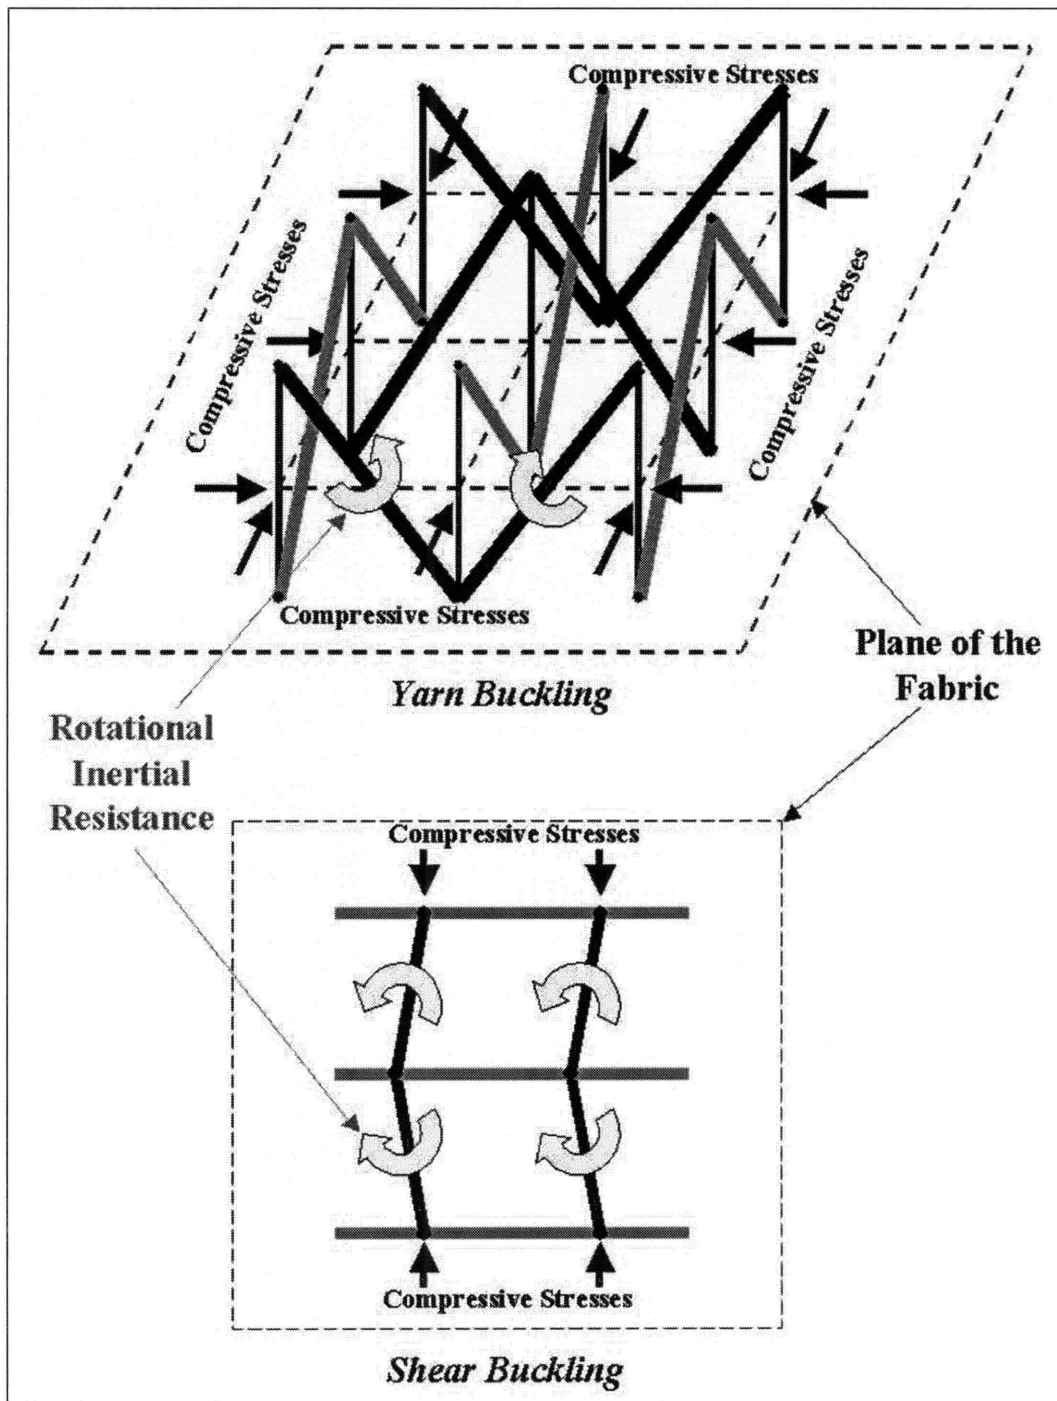 Compressive Stresses
Compressive Stresses
Compressive Stresses
Compressive Stresses
Plane of the
Fabric
Yarn Buckling
Rotational
Inertial
Resistance
Compressive Stresses
Compressive Stresses
Shear Buckling